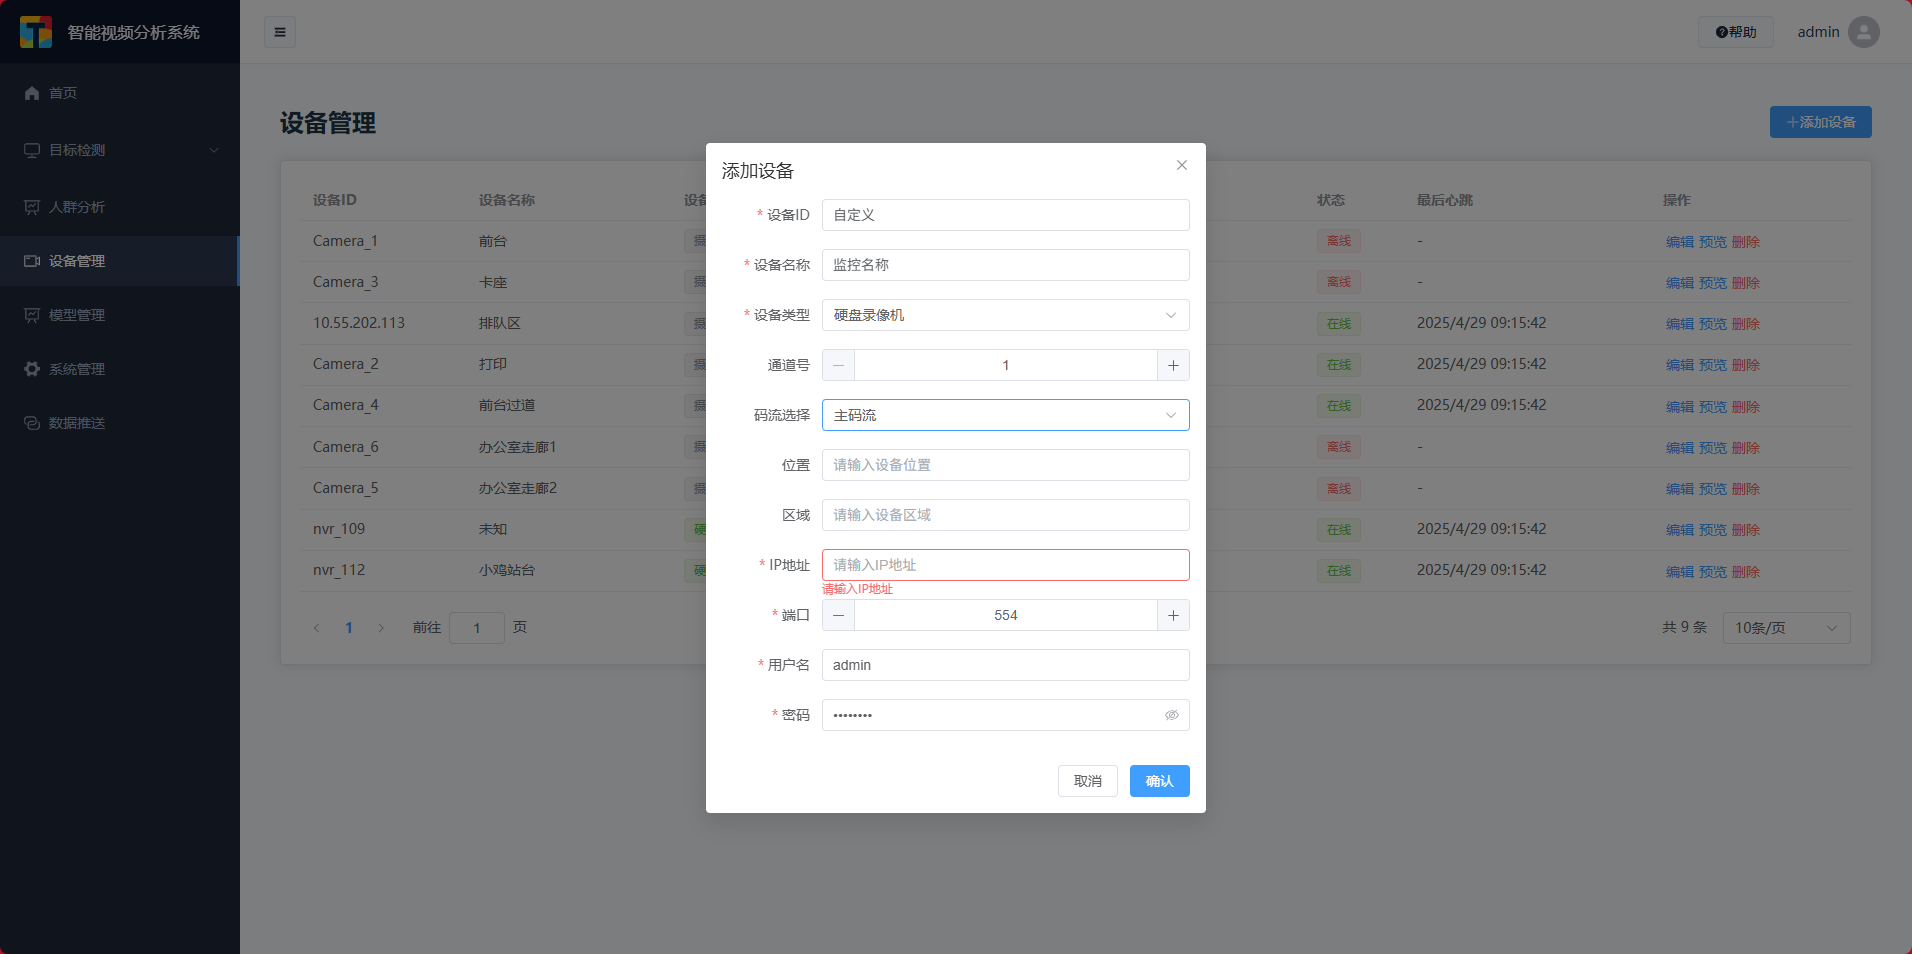 智能视频分析系统
帮助
admin
首页
目标检测
人群分析
设备管理
模型管理
系统管理
数据推送
设备管理
+添加设备
设备ID 设备名称 设备 状态 最后心跳 操作
Camera_1 前台 摄 离线 - 编辑 预览 删除
Camera_3 卡座 摄 离线 - 编辑 预览 删除
10.55.202.113 排队区 摄 在线 2025/4/29 09:15:42 编辑 预览 删除
Camera_2 打印 摄 在线 2025/4/29 09:15:42 编辑 预览 删除
Camera_4 前台过道 摄 在线 2025/4/29 09:15:42 编辑 预览 删除
Camera_6 办公室走廊1 摄 离线 - 编辑 预览 删除
Camera_5 办公室走廊2 摄 离线 - 编辑 预览 删除
nvr_109 未知 硬 在线 2025/4/29 09:15:42 编辑 预览 删除
nvr_112 小鸡站台 硬 在线 2025/4/29 09:15:42 编辑 预览 删除
1 前往 1 页 共 9 条 10条/页
添加设备
* 设备ID 自定义
* 设备名称 监控名称
* 设备类型 硬盘录像机
通道号 1
码流选择 主码流
位置 请输入设备位置
区域 请输入设备区域
* IP地址 请输入IP地址
请输入IP地址
* 端口 554
* 用户名 admin
* 密码 ••••••••
取消 确认